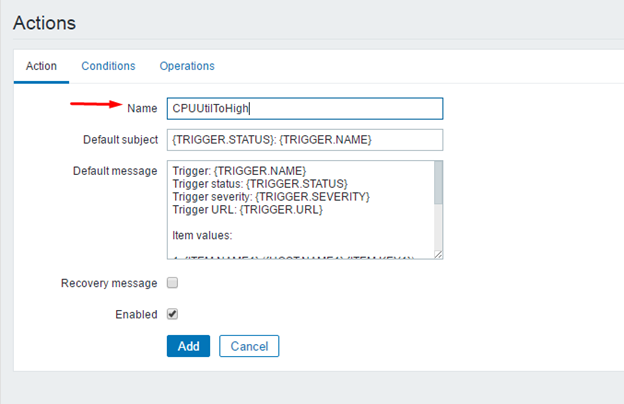 Actions
Action Conditions Operations
Name CPUUtilToHigh
Default subject {TRIGGER.STATUS}: {TRIGGER.NAME}
Default message Trigger: {TRIGGER.NAME}
Trigger status: {TRIGGER.STATUS}
Trigger severity: {TRIGGER.SEVERITY}
Trigger URL: {TRIGGER.URL}
Item values:
Recovery message
Enabled
Add Cancel